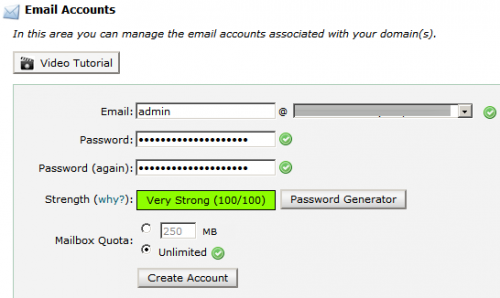 Email Accounts
In this area you can manage the email accounts associated with your domain(s).
Video Tutorial
Email: admin @
Password: ••••••••••••••••••••
Password (again): ••••••••••••••••••••
Strength (why?): Very Strong (100/100) Password Generator
Mailbox Quota: 250 MB
Unlimited
Create Account